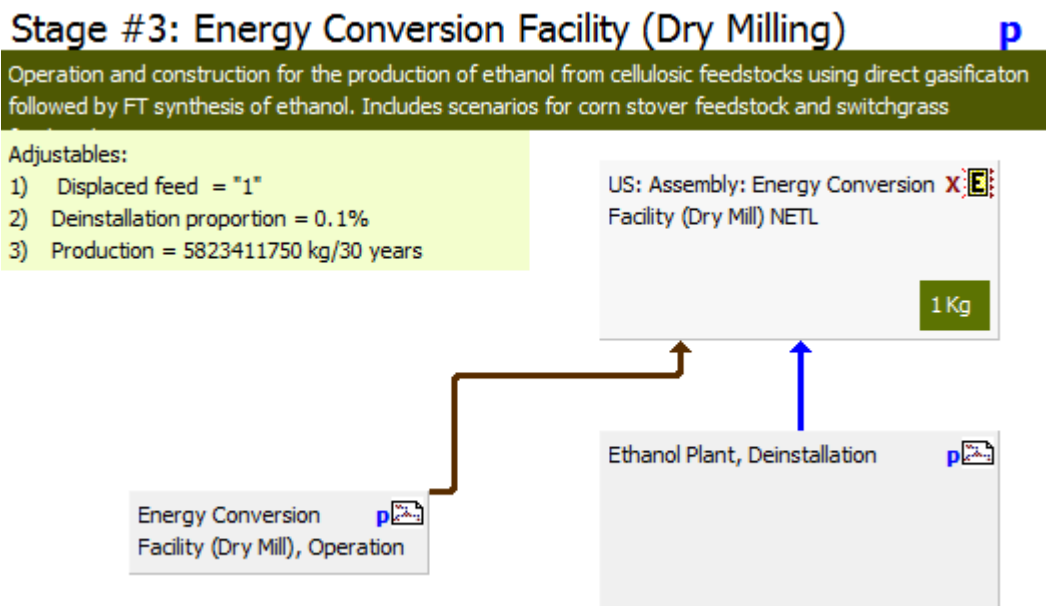 Stage #3: Energy Conversion Facility (Dry Milling) p
Operation and construction for the production of ethanol from cellulosic feedstocks using direct gasificaton
followed by FT synthesis of ethanol. Includes scenarios for corn stover feedstock and switchgrass
Adjustables:
1) Displaced feed = "1"
2) Deinstallation proportion = 0.1%
3) Production = 5823411750 kg/30 years
US: Assembly: Energy Conversion X E
Facility (Dry Mill) NETL
1 Kg
Ethanol Plant, Deinstallation p
Energy Conversion p
Facility (Dry Mill), Operation